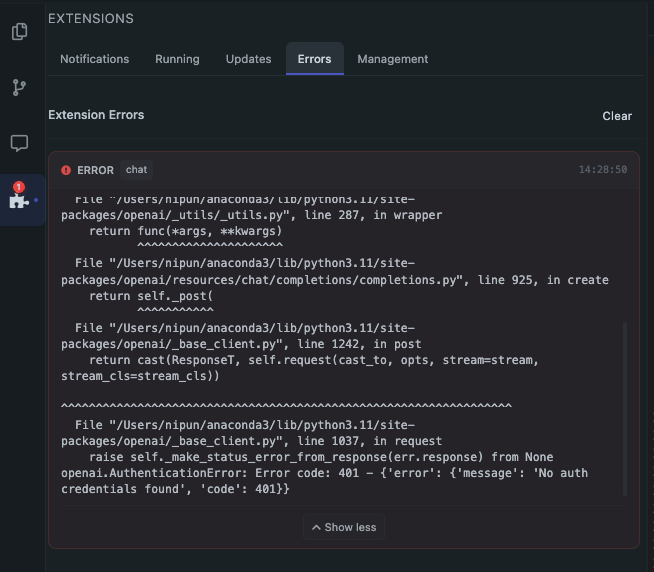 EXTENSIONS
Notifications Running Updates Errors Management
Extension Errors Clear
1
ERROR chat 14:28:50
File "/Users/nipun/anaconda3/lib/python3.11/site-
packages/openai/_utils/_utils.py", line 287, in wrapper
return func(*args, **kwargs)
^^^^^^^^^^^^^^^^^^^^^
File "/Users/nipun/anaconda3/lib/python3.11/site-
packages/openai/resources/chat/completions/completions.py", line 925, in create
return self._post(
^^^^^^^^^^^
File "/Users/nipun/anaconda3/lib/python3.11/site-
packages/openai/_base_client.py", line 1242, in post
return cast(ResponseT, self.request(cast_to, opts, stream=stream,
stream_cls=stream_cls))
^^^^^^^^^^^^^^^^^^^^^^^^^^^^^^^^^^^^^^^^^^^^^^^^^^^^^^^^^^^^^^^^^
File "/Users/nipun/anaconda3/lib/python3.11/site-
packages/openai/_base_client.py", line 1037, in request
raise self._make_status_error_from_response(err.response) from None
openai.AuthenticationError: Error code: 401 - {'error': {'message': 'No auth
credentials found', 'code': 401}}
Show less